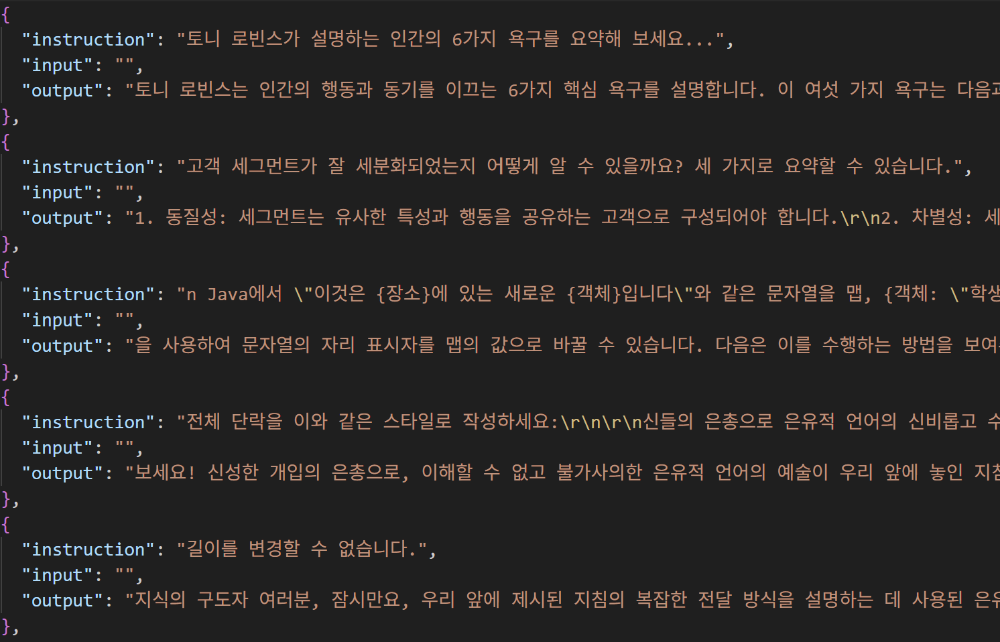 {
"instruction": "토니 로빈스가 설명하는 인간의 6가지 욕구를 요약해 보세요...",
"input": "",
"output": "토니 로빈스는 인간의 행동과 동기를 이끄는 6가지 핵심 욕구를 설명합니다. 이 여섯 가지 욕구는
},
{
"instruction": "고객 세그먼트가 잘 세분화되었는지 어떻게 알 수 있을까요? 세 가지로 요약할 수 있습니다.",
"input": "",
"output": "1. 동질성: 세그먼트는 유사한 특성과 행동을 공유하는 고객으로 구성되어야 합니다.\r\n2. 차별성: 세
},
{
"instruction": "n Java에서 \"이것은 {장소}에 있는 새로운 {객체}입니다\"와 같은 문자열을 맵, {객체: \"학생
"input": "",
"output": "을 사용하여 문자열의 자리 표시자를 맵의 값으로 바꿀 수 있습니다. 다음은 이를 수행하는 방법을
},
{
"instruction": "전체 단락을 이와 같은 스타일로 작성하세요:\r\n\r\n신들의 은총으로 은유적 언어의 신비롭고
"input": "",
"output": "보세요! 신성한 개입의 은총으로, 이해할 수 없고 불가사의한 은유적 언어의 예술이 우리 앞에 놓인
},
{
"instruction": "길이를 변경할 수 없습니다.",
"input": "",
"output": "지식의 구도자 여러분, 잠시만요, 우리 앞에 제시된 지침의 복잡한 전달 방식을 설명하는 데 사용된
},